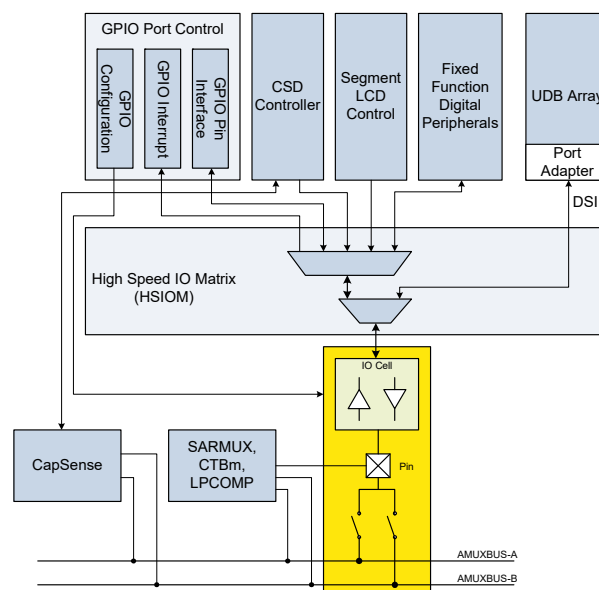 GPIO Port Control
GPIO
Configuration
GPIO Interrupt
GPIO Pin
Interface
CSD
Controller
Segment
LCD
Control
Fixed
Function
Digital
Peripherals
UDB Array
Port
Adapter
DSI
High Speed IO Matrix
(HSIOM)
IO Cell
CapSense
SARMUX,
CTBm,
LPCOMP
Pin
AMUXBUS-A
AMUXBUS-B